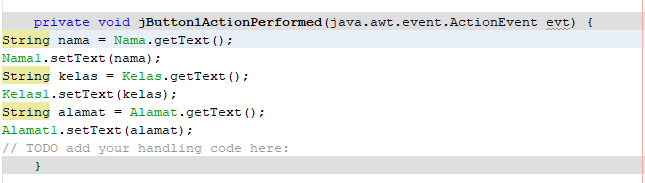 private void jButton1ActionPerformed(java.awt.event.ActionEvent evt) {
String nama = Nama.getText();
Nama1.setText(nama);
String kelas = Kelas.getText();
Kelas1.setText(kelas);
String alamat = Alamat.getText();
Alamat1.setText(alamat);
// TODO add your handling code here:
}